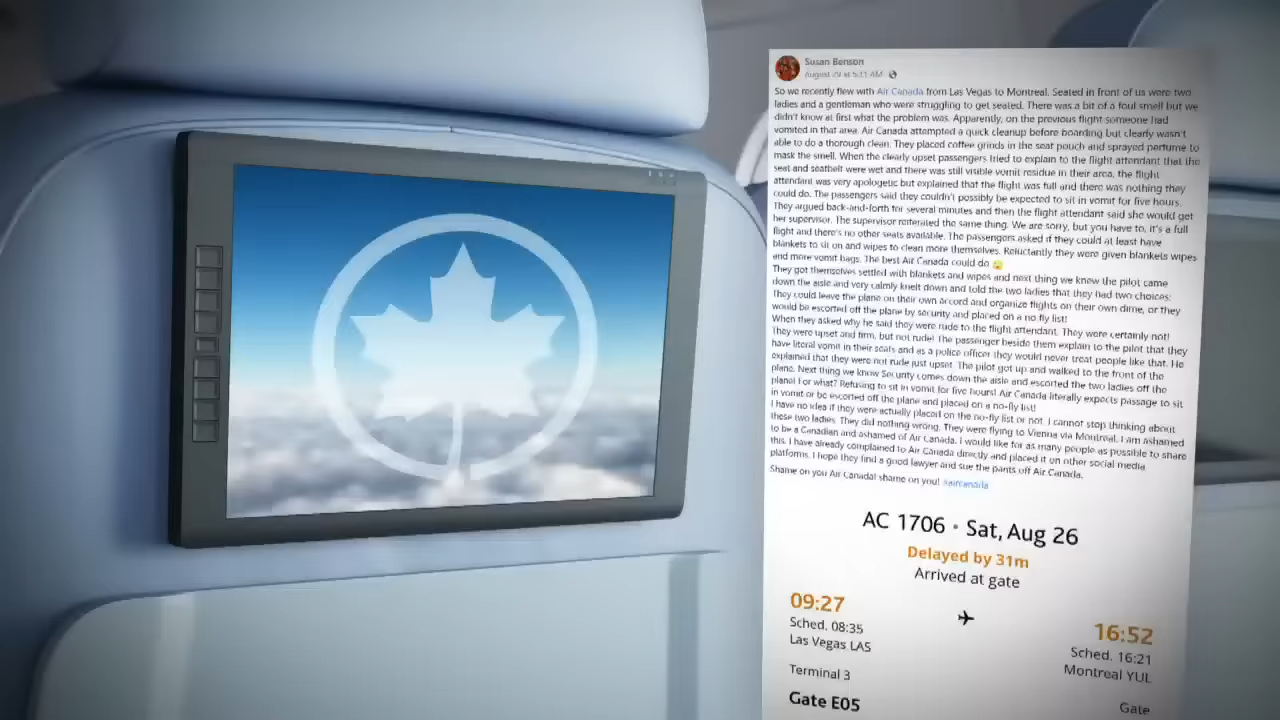 Susan Benson
August 29 at 5:11 AM
So we recently flew with Air Canada from Las Vegas to Montreal. Seated in front of us were two
ladies and a gentleman who were struggling to get seated. There was a bit of a foul smell but we
didn't know at first what the problem was. Apparently, on the previous flight someone had
vomited in that area. Air Canada attempted a quick cleanup before boarding but clearly wasn't
able to do a thorough clean. They placed coffee grinds in the seat pouch and sprayed perfume to
mask the smell. When the clearly upset passengers tried to explain to the flight attendant that the
seat and seatbelt were wet and there was still visible vomit residue in their area, the flight
attendant was very apologetic but explained that the flight was full and there was nothing they
could do. The passengers said they couldn't possibly be expected to sit in vomit for five hours.
They argued back-and-forth for several minutes and then the flight attendant said she would get
her supervisor. The supervisor reiterated the same thing. We are sorry, but you have to, it's a full
flight and there's no other seats available. The passengers asked if they could at least have
blankets to sit on and wipes to clean more themselves. Reluctantly they were given blankets wipes
and more vomit bags. The best Air Canada could do 😪
They got themselves settled with blankets and wipes and next thing we know the pilot came
down the aisle and very calmly knelt down and told the two ladies that they had two choices:
They could leave the plane on their own accord and organize flights on their own dime, or they
would be escorted off the plane by security and placed on a no fly list!
When they asked why he said they were rude to the flight attendant. They were certainly not!
They were upset and firm, but not rude! The passenger beside them explain to the pilot that they
have literal vomit in their seats and as a police officer they would never treat people like that. He
explained that they were not rude just upset. The pilot got up and walked to the front of the
plane. Next thing we know Security comes down the aisle and escorted the two ladies off the
plane! For what? Refusing to sit in vomit for five hours! Air Canada literally expects passage to sit
in vomit or be escorted off the plane and placed on a no-fly list!
I have no idea if they were actually placed on the no-fly list or not. I cannot stop thinking about
these two ladies. They did nothing wrong. They were flying to Vienna via Montreal. I am ashamed
to be a Canadian and ashamed of Air Canada. I would like for as many people as possible to share
this. I have already complained to Air Canada directly and placed it on other social media
platforms. I hope they find a good lawyer and sue the pants off Air Canada.
Shame on you Air Canada! shame on you! #aircanada
AC 1706 • Sat, Aug 26
Delayed by 31m
Arrived at gate
09:27
16:52
Sched. 08:35
Sched. 16:21
Las Vegas LAS
Montreal YUL
Terminal 3
Gate E05
Gate